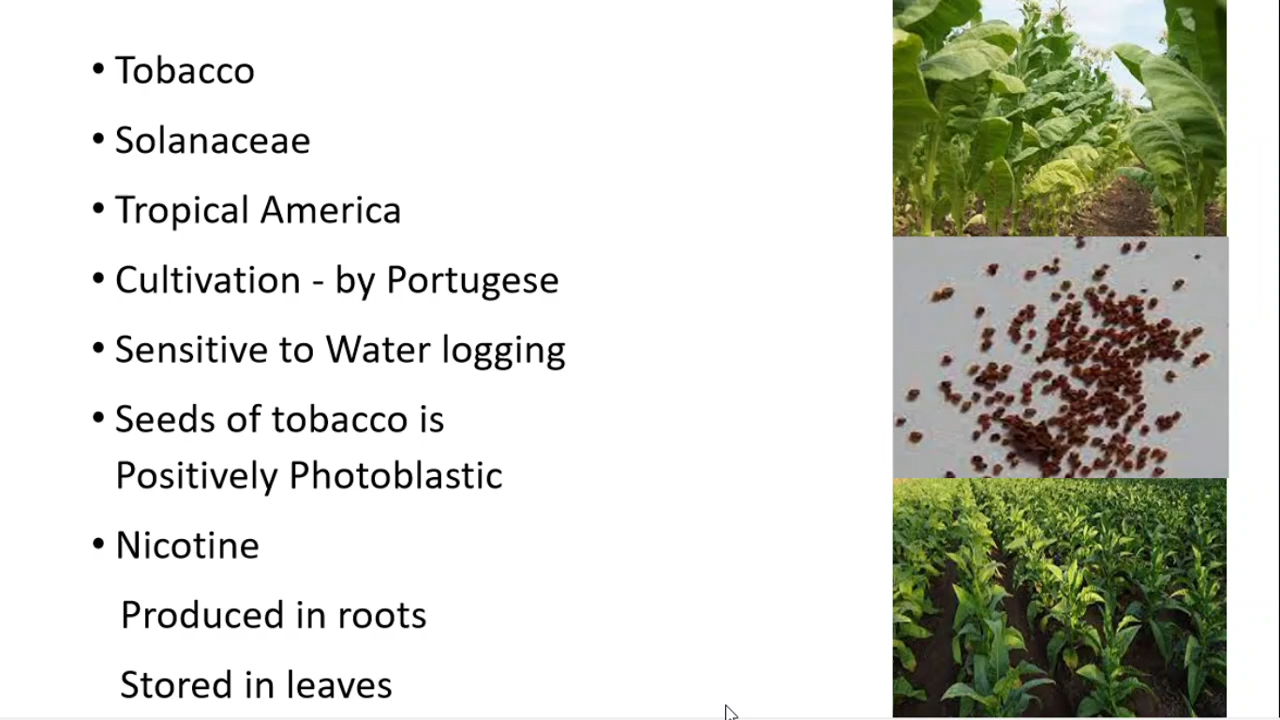 • Tobacco
• Solanaceae
• Tropical America
• Cultivation - by Portugese
• Sensitive to Water logging
• Seeds of tobacco is
Positively Photoblastic
• Nicotine
Produced in roots
Stored in leaves